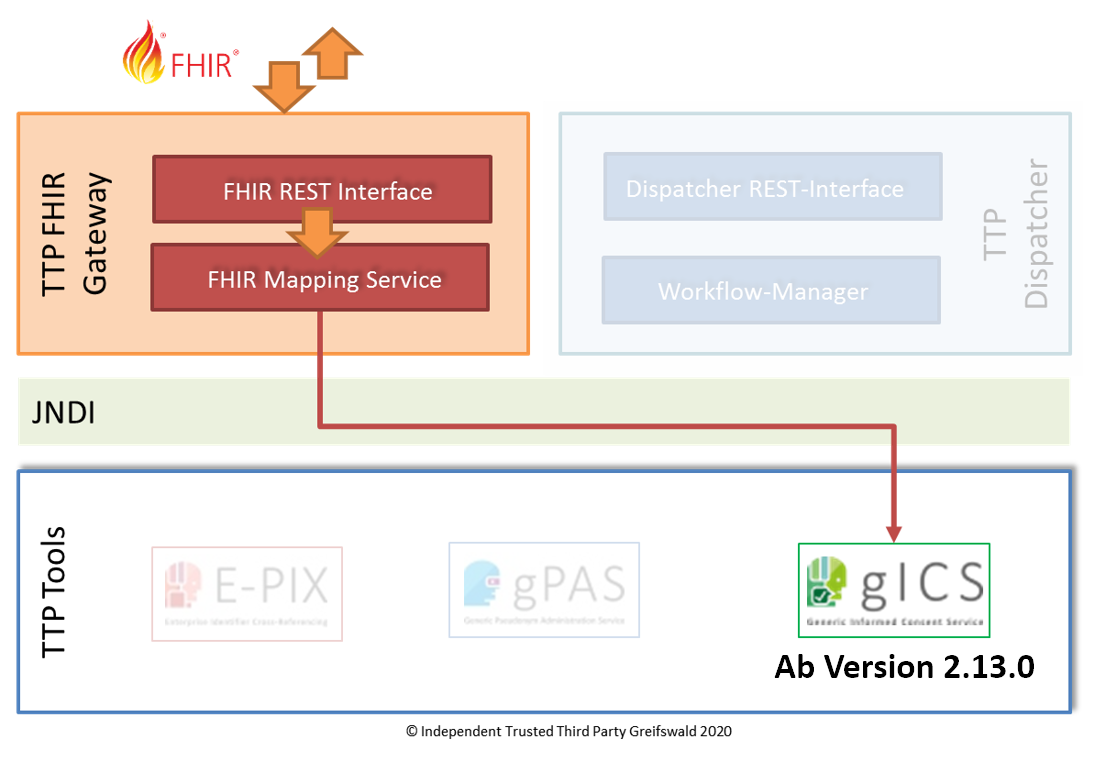 FHIR®
TTP FHIR
Gateway
FHIR REST Interface
FHIR Mapping Service
Dispatcher REST-Interface
Workflow-Manager
TTP
Dispatcher
JNDI
TTP Tools
E-PIX
Enterprise Identifier Cross-Referencing
gPAS
Generic Pseudonym Administration Service
gICS
Generic Informed Consent Service
Ab Version 2.13.0
© Independent Trusted Third Party Greifswald 2020